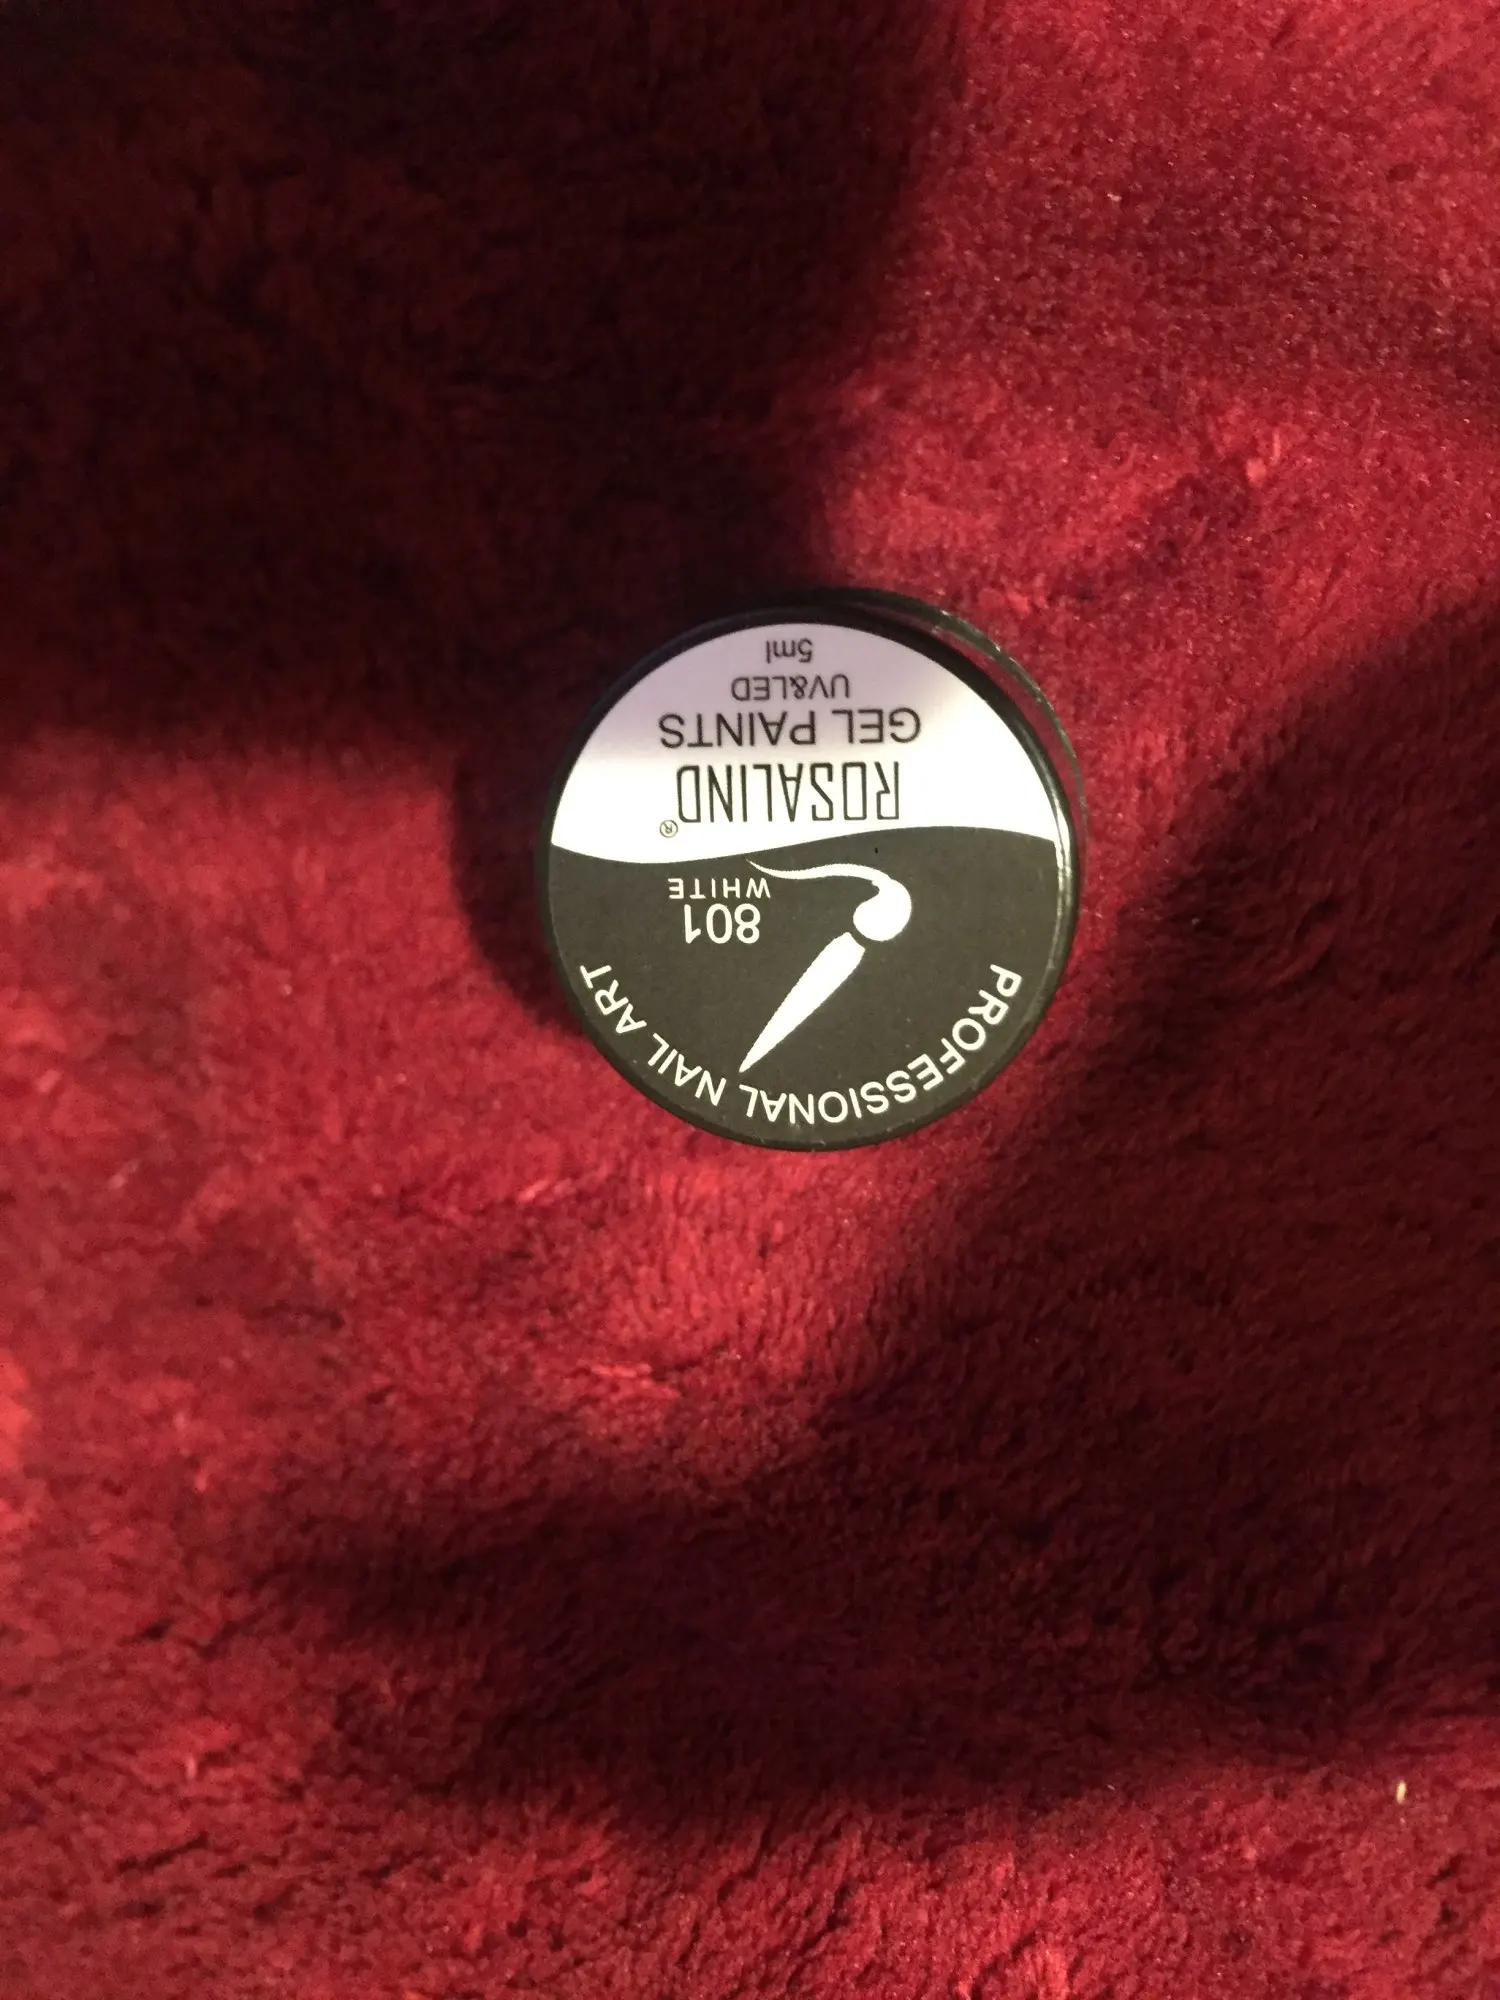 PROFESSIONAL NAIL ART
801
WHITE
ROSALIND®
GEL PAINTS
UV&LED
5ml